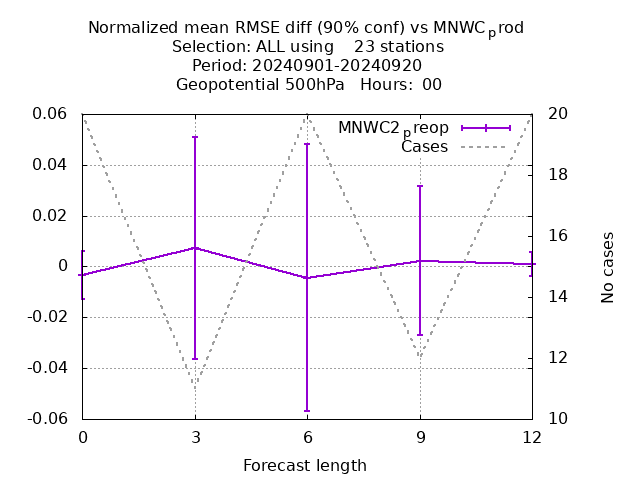 Normalized mean RMSE diff (90% conf) vs MNWCprod
Selection: ALL using    23 stations
Period: 20240901-20240920
Geopotential 500hPa   Hours:  00
0.06
0.04
0.02
0
-0.02
-0.04
-0.06
MNWC2preop
Cases
20
18
16
14
12
10
No cases
0
3
6
9
12
Forecast length